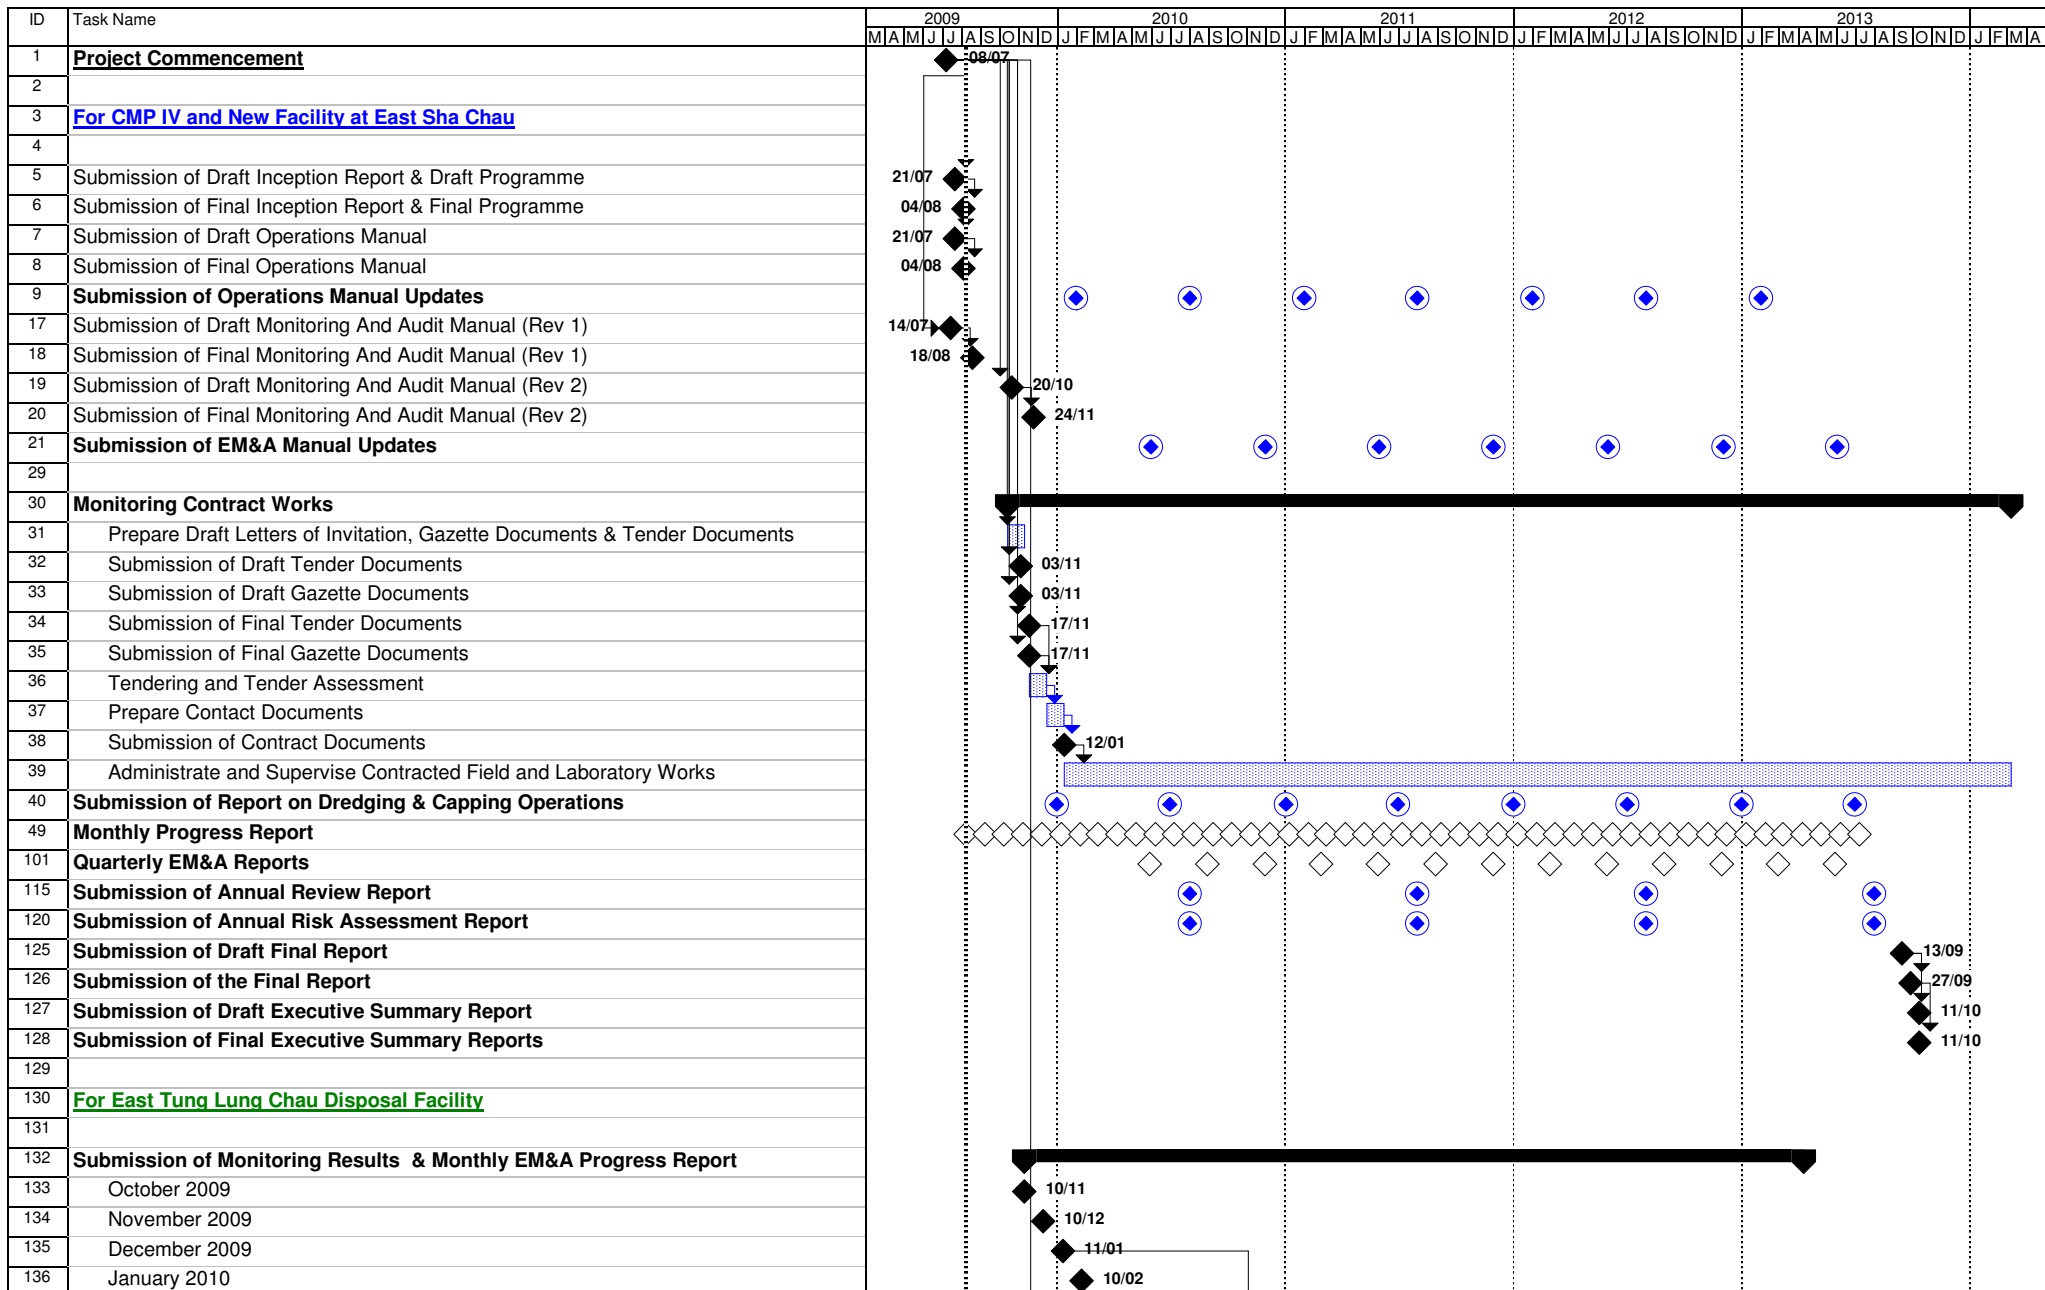 ID Task Name 2009 2010 2011 2012 2013
M A M J J A S O N D J F M A M J J A S O N D J F M A M J J A S O N D J F M A M J J A S O N D J F M A M J J A S O N D J F M A
1 Project Commencement 08/07
2
3 For CMP IV and New Facility at East Sha Chau
4
5 Submission of Draft Inception Report & Draft Programme 21/07
6 Submission of Final Inception Report & Final Programme 04/08
7 Submission of Draft Operations Manual 21/07
8 Submission of Final Operations Manual 04/08
9 Submission of Operations Manual Updates
17 Submission of Draft Monitoring And Audit Manual (Rev 1) 14/07
18 Submission of Final Monitoring And Audit Manual (Rev 1) 18/08
19 Submission of Draft Monitoring And Audit Manual (Rev 2) 20/10
20 Submission of Final Monitoring And Audit Manual (Rev 2) 24/11
21 Submission of EM&A Manual Updates
29
30 Monitoring Contract Works
31 Prepare Draft Letters of Invitation, Gazette Documents & Tender Documents
32 Submission of Draft Tender Documents 03/11
33 Submission of Draft Gazette Documents 03/11
34 Submission of Final Tender Documents 17/11
35 Submission of Final Gazette Documents 17/11
36 Tendering and Tender Assessment
37 Prepare Contact Documents
38 Submission of Contract Documents 12/01
39 Administrate and Supervise Contracted Field and Laboratory Works
40 Submission of Report on Dredging & Capping Operations
49 Monthly Progress Report
101 Quarterly EM&A Reports
115 Submission of Annual Review Report
120 Submission of Annual Risk Assessment Report
125 Submission of Draft Final Report 13/09
126 Submission of the Final Report 27/09
127 Submission of Draft Executive Summary Report 11/10
128 Submission of Final Executive Summary Reports 11/10
129
130 For East Tung Lung Chau Disposal Facility
131
132 Submission of Monitoring Results & Monthly EM&A Progress Report
133 October 2009 10/11
134 November 2009 10/12
135 December 2009 11/01
136 January 2010 10/02